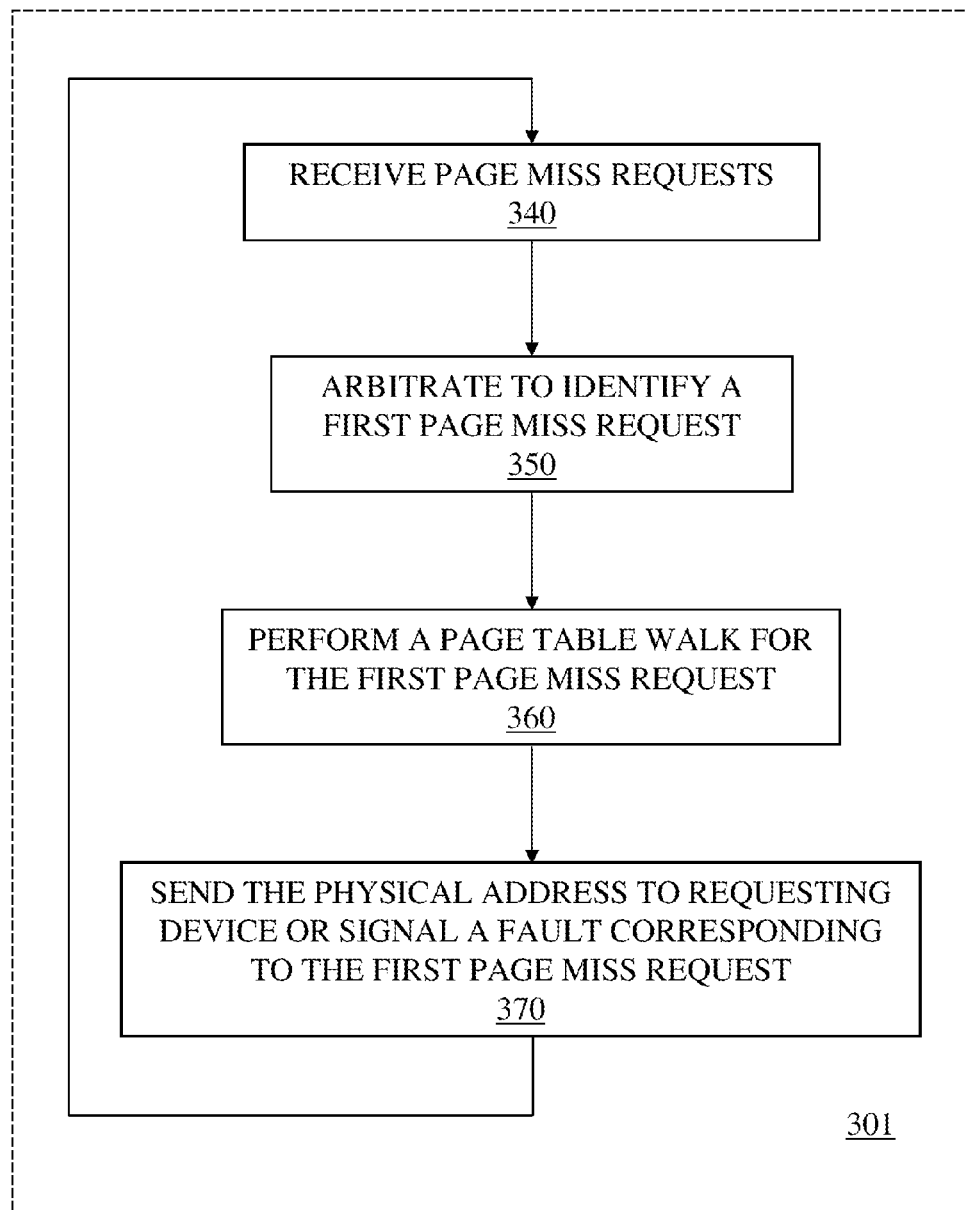 RECEIVE PAGE MISS REQUESTS
340
ARBITRATE TO IDENTIFY A
FIRST PAGE MISS REQUEST
350
PERFORM A PAGE TABLE WALK FOR
THE FIRST PAGE MISS REQUEST
360
SEND THE PHYSICAL ADDRESS TO REQUESTING
DEVICE OR SIGNAL A FAULT CORRESPONDING
TO THE FIRST PAGE MISS REQUEST
370
301